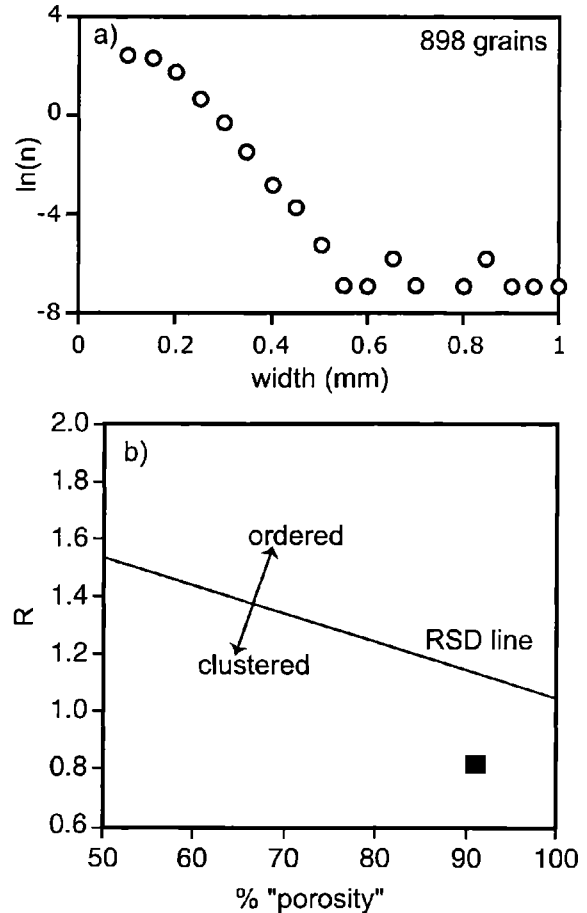 4
a) 898 grains
0
ln(n)
-4
-8
0 0.2 0.4 0.6 0.8 1
width (mm)
2.0
b)
1.8
1.6
ordered
1.4
R
RSD line
1.2
clustered
1.0
0.8
0.6
50 60 70 80 90 100
% "porosity"